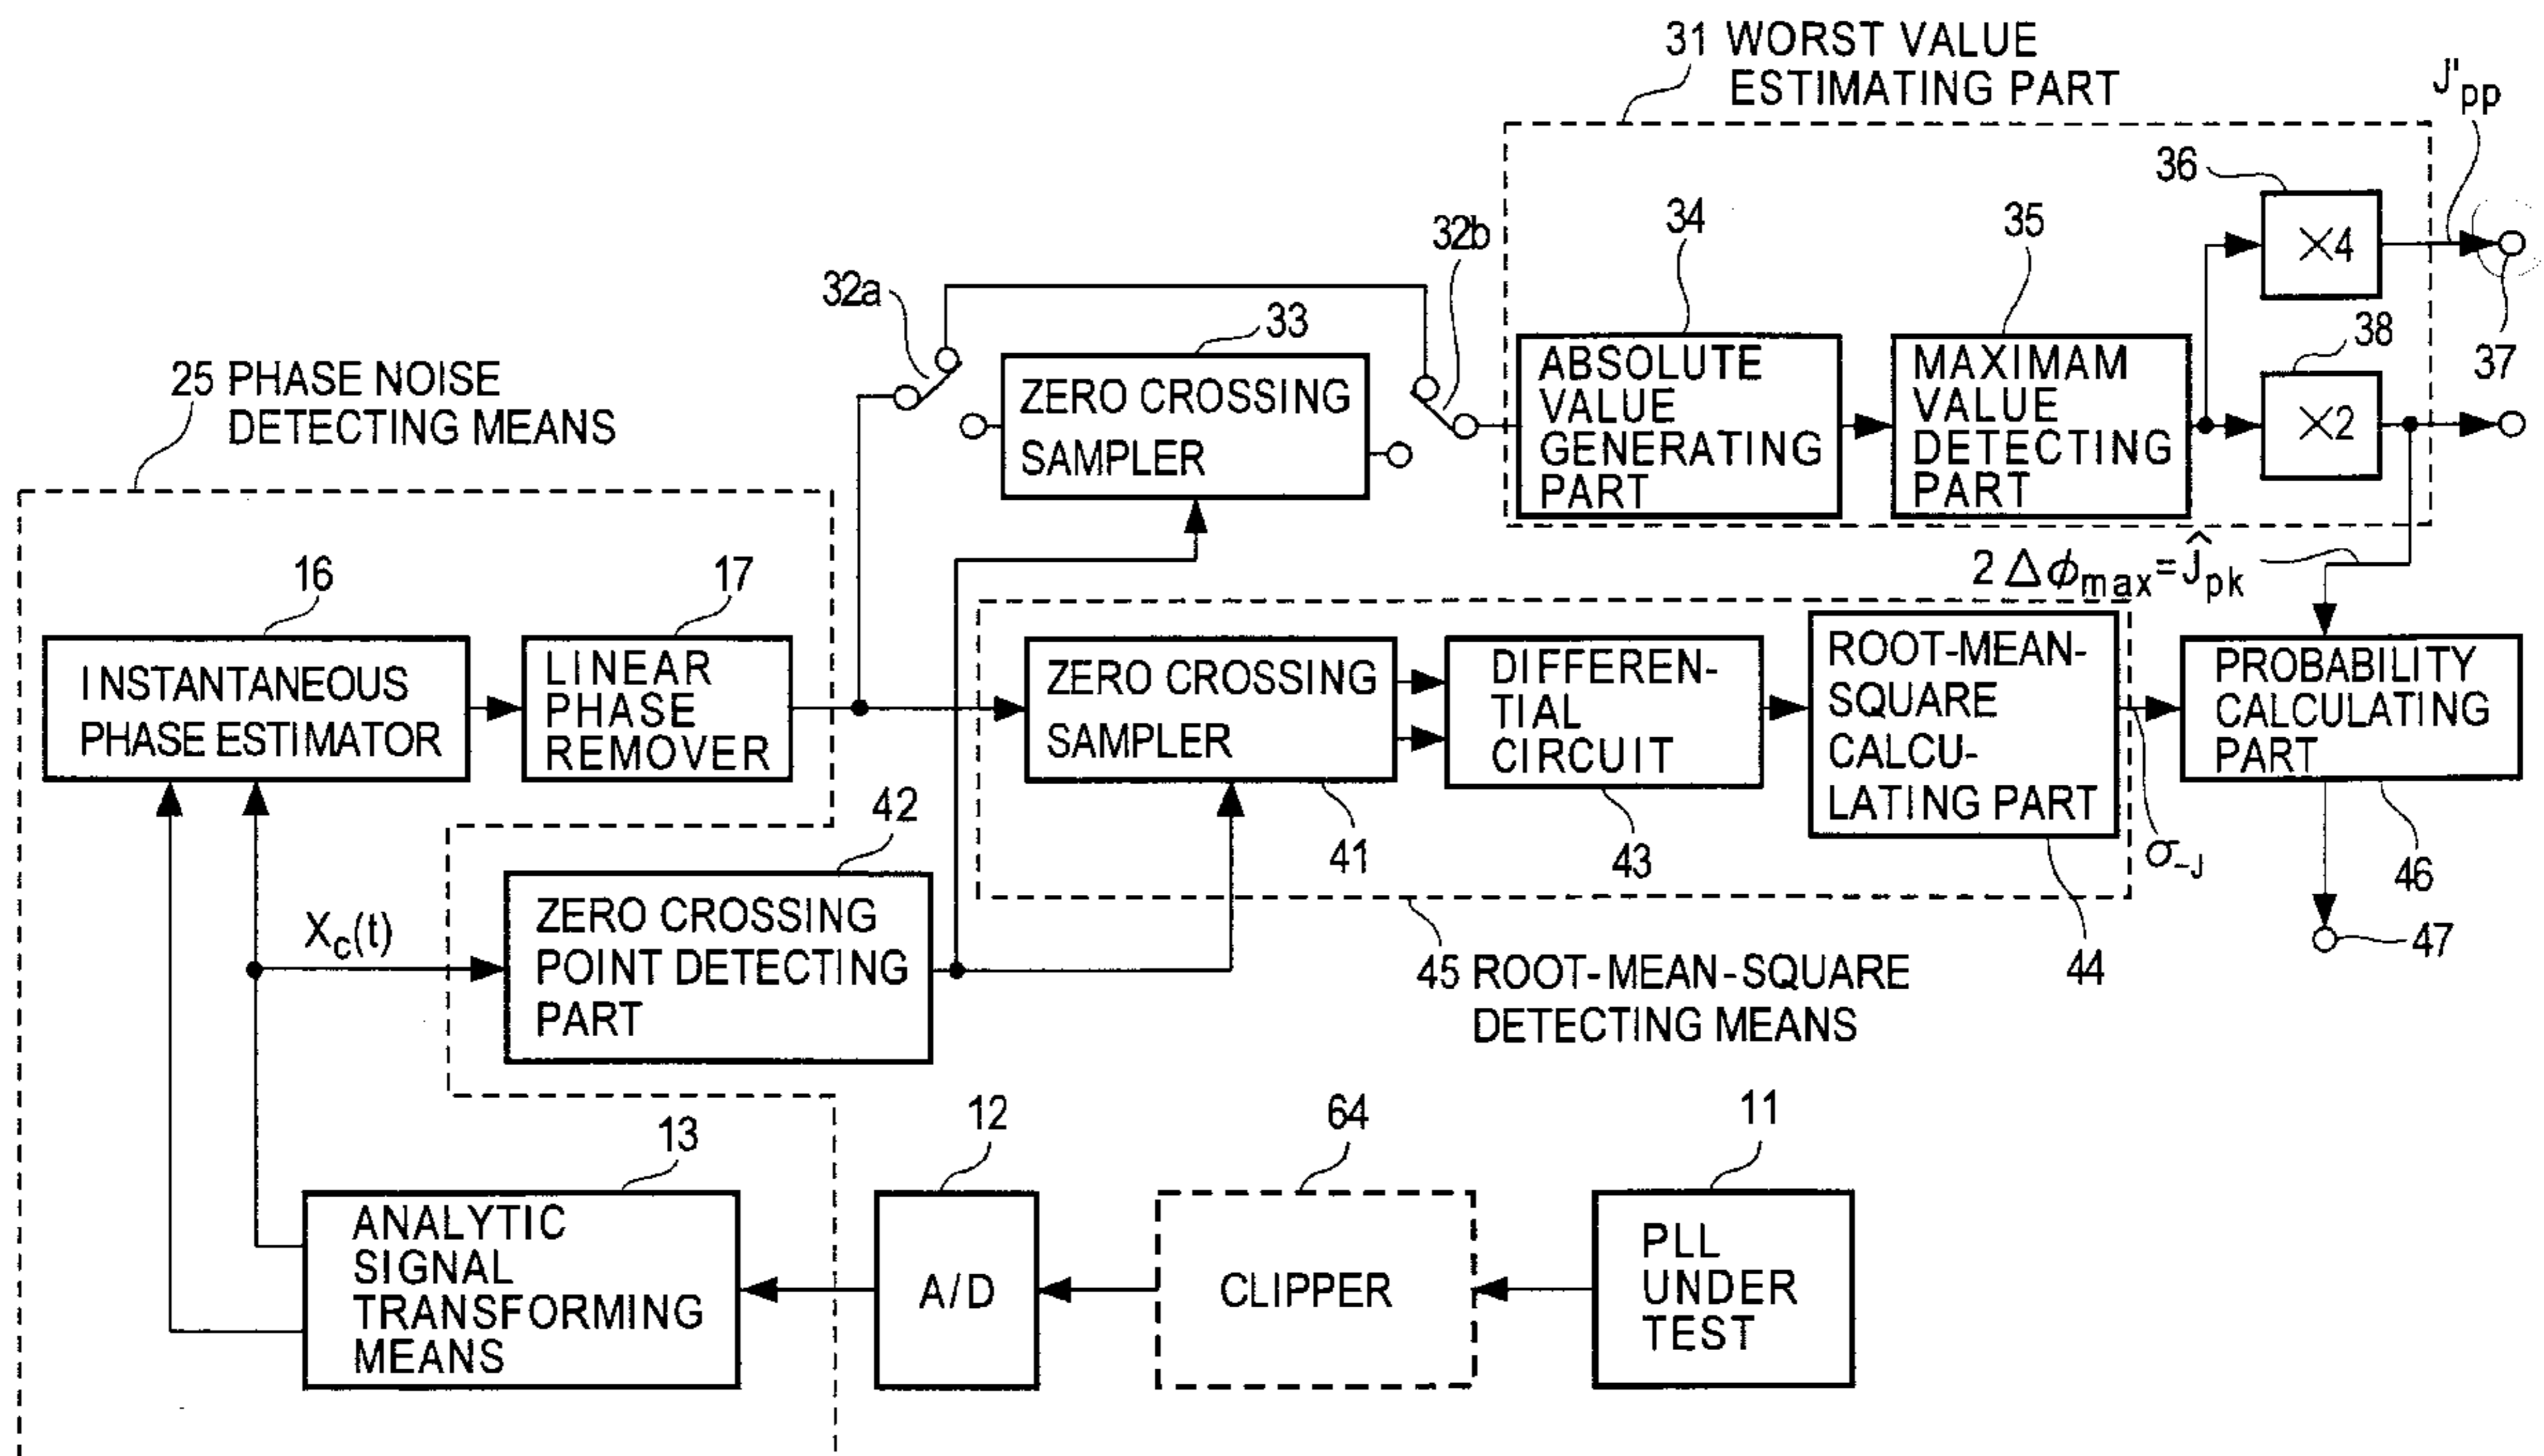 31 WORST VALUE
ESTIMATING PART
J"pp
36
×4
37
34
35
32b
32a
33
38
ABSOLUTE
VALUE
GENERATING
PART
MAXIMAM
VALUE
DETECTING
PART
×2
25 PHASE NOISE
DETECTING MEANS
ZERO CROSSING
SAMPLER
2 Δϕmax=Ĵpk
16
17
INSTANTANEOUS
PHASE ESTIMATOR
LINEAR
PHASE
REMOVER
ZERO CROSSING
SAMPLER
DIFFEREN-
TIAL
CIRCUIT
ROOT-MEAN-
SQUARE
CALCU-
LATING PART
PROBABILITY
CALCULATING
PART
42
41
43
σ-J
46
Xc(t)
ZERO CROSSING
POINT DETECTING
PART
45 ROOT-MEAN-SQUARE
DETECTING MEANS
44
47
13
12
64
11
ANALYTIC
SIGNAL
TRANSFORMING
MEANS
A/D
CLIPPER
PLL
UNDER
TEST